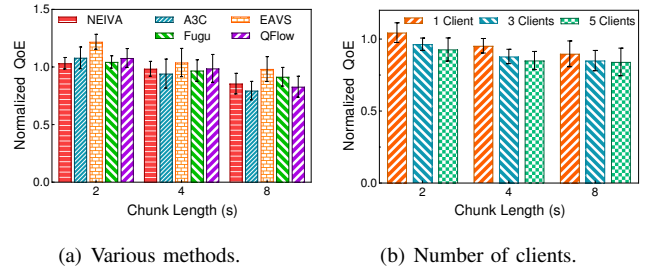 NEIVA A3C EAVS
Fugu QFlow
Normalized QoE
1.5
1.0
0.5
0.0
2 4 8
Chunk Length (s)
(a) Various methods.
1 Client 3 Clients 5 Clients
Normalized QoE
1.0
0.5
0.0
2 4 8
Chunk Length (s)
(b) Number of clients.